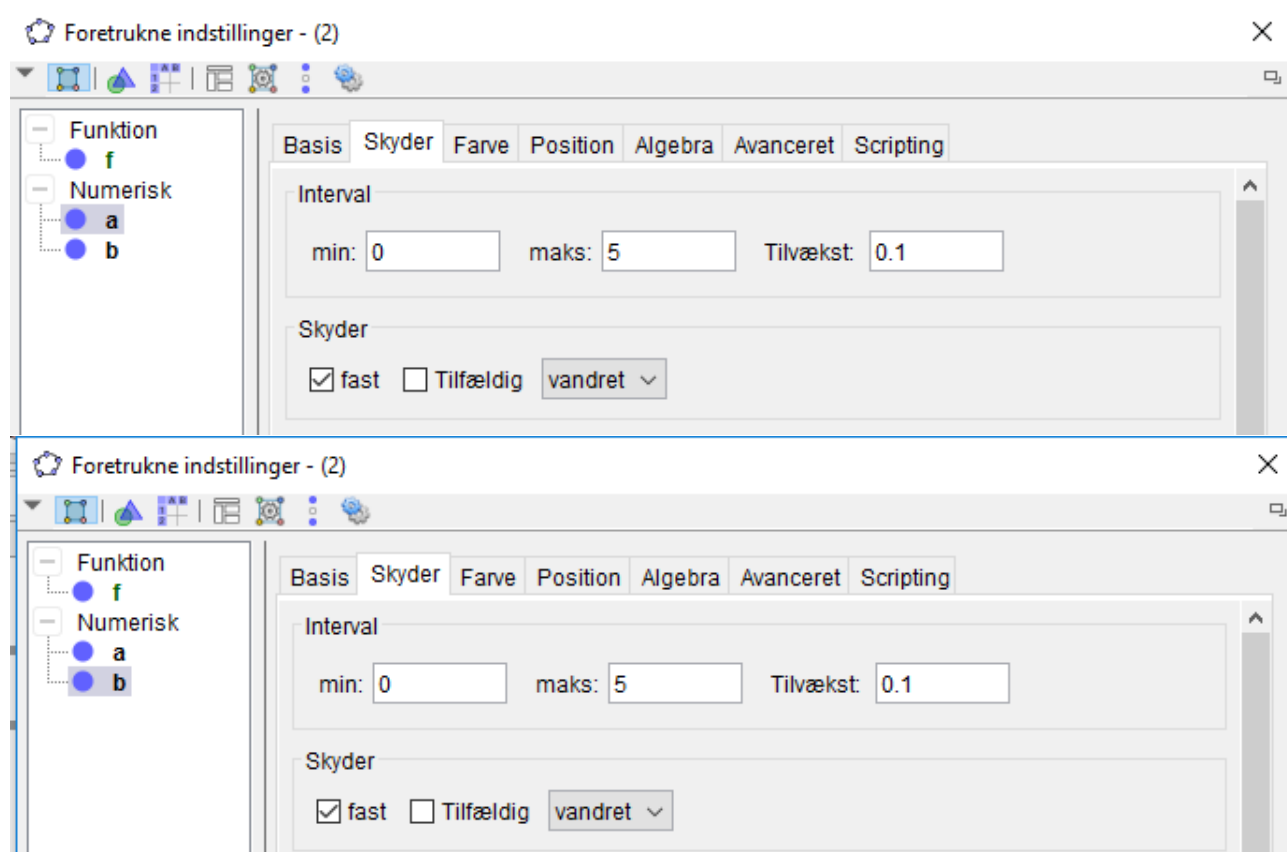 Foretrukne indstillinger - (2)
Funktion
f
Numerisk
a
b
Basis Skyder Farve Position Algebra Avanceret Scripting
Interval
min: 0 maks: 5 Tilvækst: 0.1
Skyder
fast Tilfældig vandret
Foretrukne indstillinger - (2)
Funktion
f
Numerisk
a
b
Basis Skyder Farve Position Algebra Avanceret Scripting
Interval
min: 0 maks: 5 Tilvækst: 0.1
Skyder
fast Tilfældig vandret